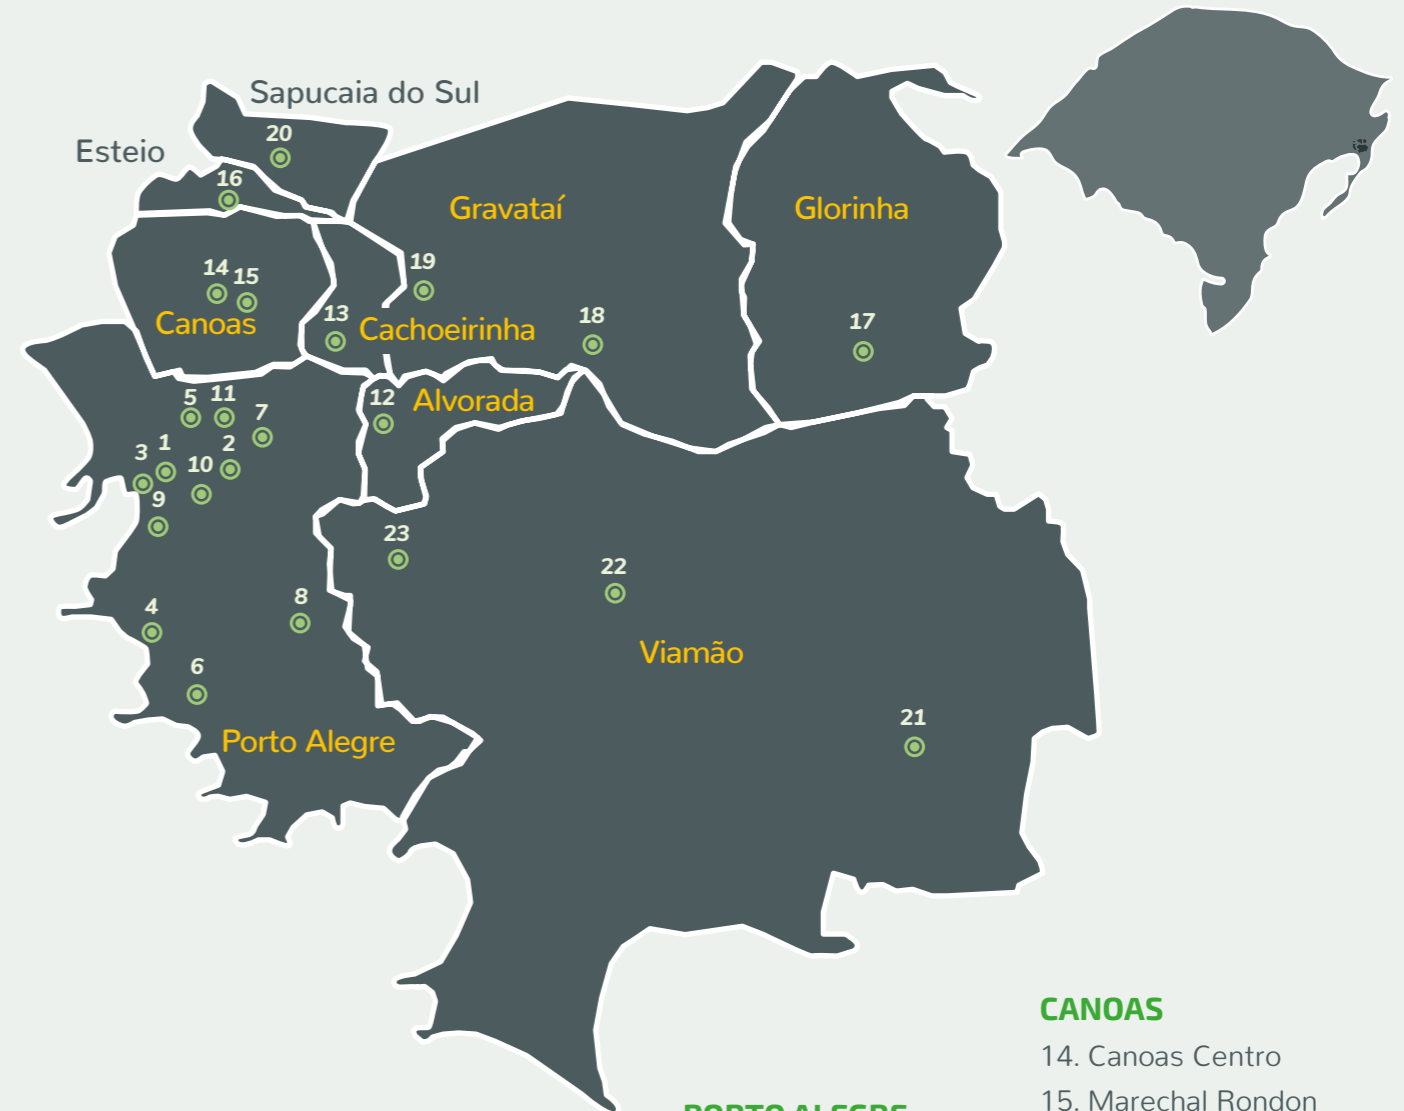 Sapucaia do Sul
20
Esteio
16
Gravataí
Glorinha
19
14
15
13
Canoas
Cachoeirinha
18
17
12
Alvorada
5
11
7
3
1
10
2
9
23
22
4
8
Viamão
6
21
Porto Alegre
CANOAS
14. Canoas Centro
15. Marechal Rondon
PORTO ALEGRE